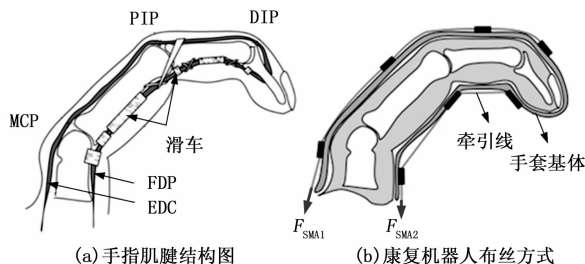 PIP
DIP
MCP
滑车
FDP
EDC
(a)手指肌腱结构图
牵引线
手套基体
F_SMA1
F_SMA2
(b)康复机器人布丝方式